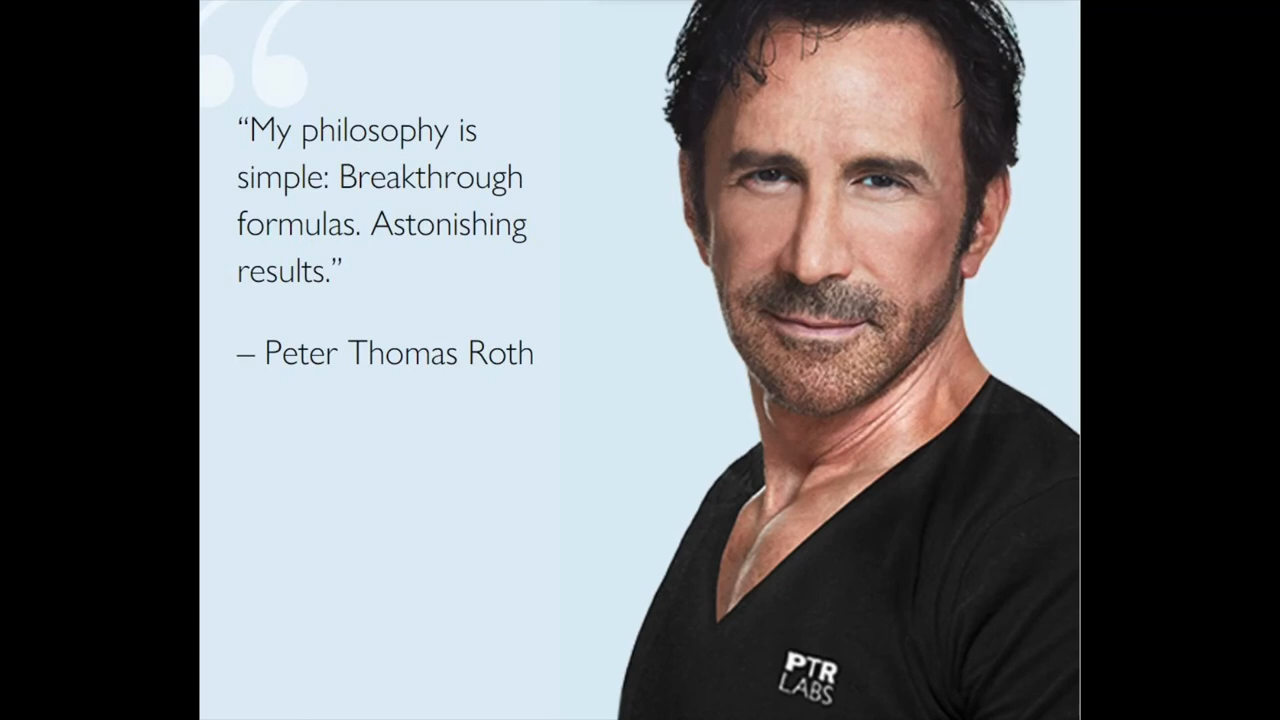 “My philosophy is
simple: Breakthrough
formulas. Astonishing
results.”
– Peter Thomas Roth
PTR
LABS